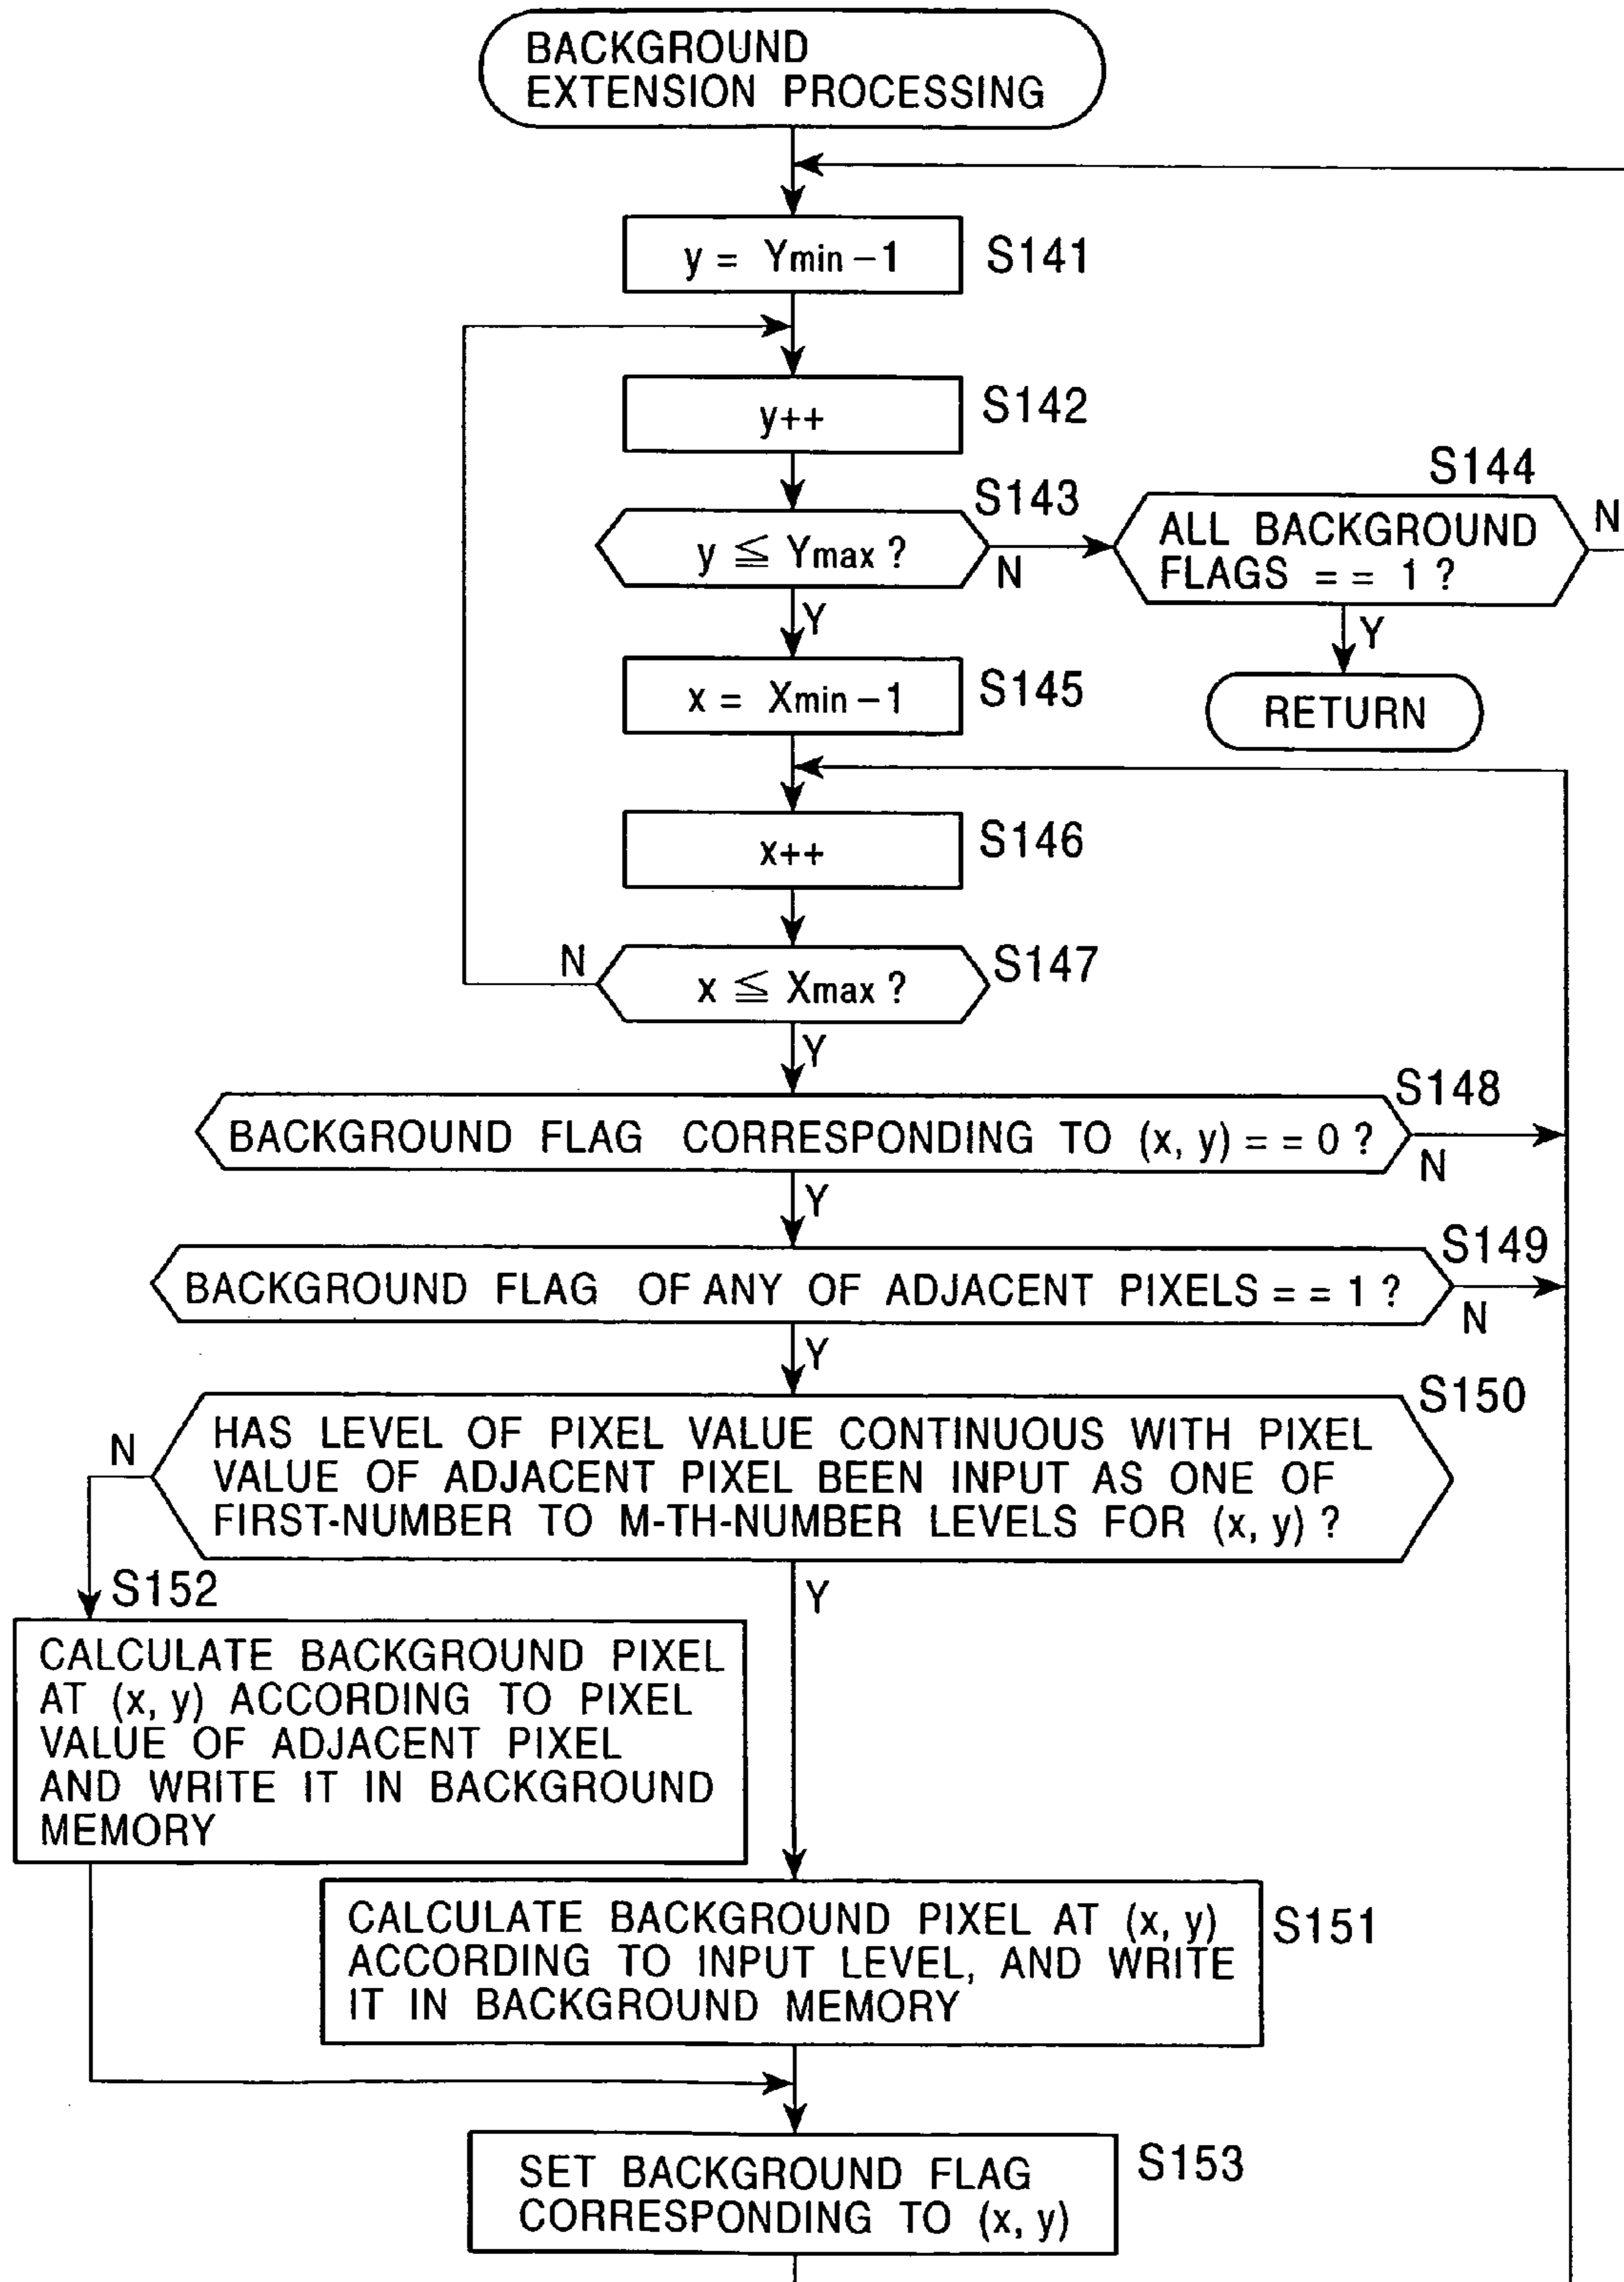 BACKGROUND
EXTENSION PROCESSING
y = Ymin −1
S141
y++
S142
S143
y ≦ Ymax ?
N
Y
S144
ALL BACKGROUND
FLAGS = = 1 ?
N
Y
RETURN
x = Xmin −1
S145
x++
S146
N
x ≦ Xmax ?
S147
Y
S148
BACKGROUND FLAG CORRESPONDING TO (x, y) = = 0 ?
N
Y
S149
BACKGROUND FLAG OF ANY OF ADJACENT PIXELS = = 1 ?
N
Y
S150
N
HAS LEVEL OF PIXEL VALUE CONTINUOUS WITH PIXEL
VALUE OF ADJACENT PIXEL BEEN INPUT AS ONE OF
FIRST-NUMBER TO M-TH-NUMBER LEVELS FOR (x, y) ?
Y
S152
CALCULATE BACKGROUND PIXEL
AT (x, y) ACCORDING TO PIXEL
VALUE OF ADJACENT PIXEL
AND WRITE IT IN BACKGROUND
MEMORY
CALCULATE BACKGROUND PIXEL AT (x, y)
ACCORDING TO INPUT LEVEL, AND WRITE
IT IN BACKGROUND MEMORY
S151
SET BACKGROUND FLAG
CORRESPONDING TO (x, y)
S153